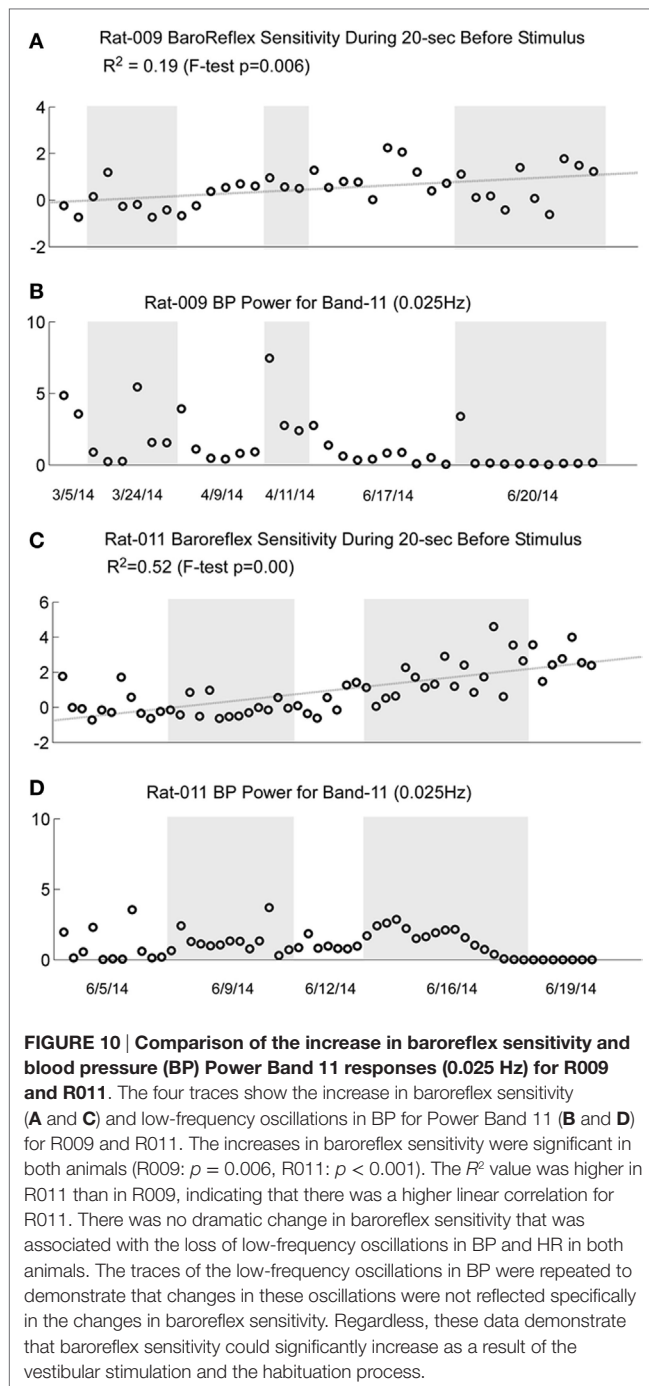 A
Rat-009 BaroReflex Sensitivity During 20-sec Before Stimulus
R² = 0.19 (F-test p=0.006)
4
2
0
-2
B
Rat-009 BP Power for Band-11 (0.025Hz)
10
5
0
3/5/14 3/24/14 4/9/14 4/11/14 6/17/14 6/20/14
C
Rat-011 Baroreflex Sensitivity During 20-sec Before Stimulus
R²=0.52 (F-test p=0.00)
6
4
2
0
-2
D
Rat-011 BP Power for Band-11 (0.025Hz)
10
5
0
6/5/14 6/9/14 6/12/14 6/16/14 6/19/14
FIGURE 10 | Comparison of the increase in baroreflex sensitivity and
blood pressure (BP) Power Band 11 responses (0.025 Hz) for R009
and R011. The four traces show the increase in baroreflex sensitivity
(A and C) and low-frequency oscillations in BP for Power Band 11 (B and D)
for R009 and R011. The increases in baroreflex sensitivity were significant in
both animals (R009: p = 0.006, R011: p < 0.001). The R² value was higher in
R011 than in R009, indicating that there was a higher linear correlation for
R011. There was no dramatic change in baroreflex sensitivity that was
associated with the loss of low-frequency oscillations in BP and HR in both
animals. The traces of the low-frequency oscillations in BP were repeated to
demonstrate that changes in these oscillations were not reflected specifically
in the changes in baroreflex sensitivity. Regardless, these data demonstrate
that baroreflex sensitivity could significantly increase as a result of the
vestibular stimulation and the habituation process.